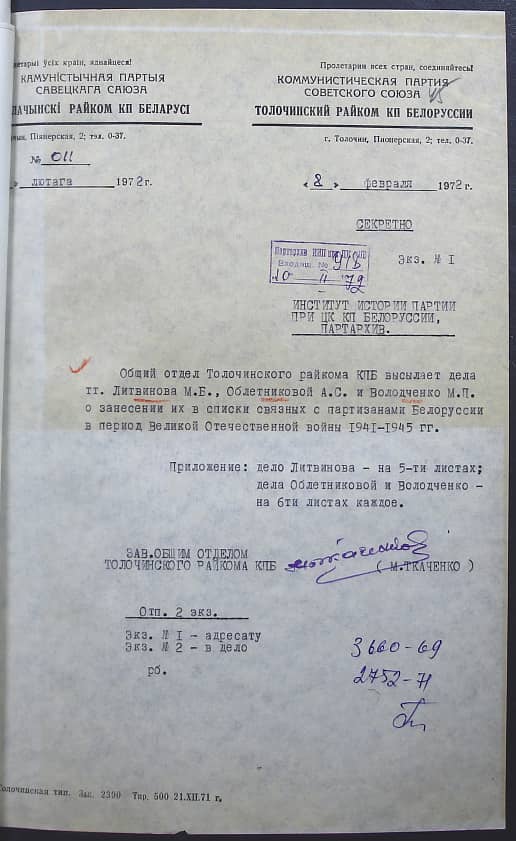 летарыі ўсіх краін, яднайцеся!
КАМУНІСТЫЧНАЯ ПАРТЫЯ
САВЕЦКАГА САЮЗА
ЛАЧЫНСКІ РАЙКОМ КП БЕЛАРУСІ
Піянерская, 2; тэл. 0-37.
№ 011
» лютага 1972 г.
Пролетарии всех стран, соединяйтесь!
КОММУНИСТИЧЕСКАЯ ПАРТИЯ
СОВЕТСКОГО СОЮЗА
ТОЛОЧИНСКИЙ РАЙКОМ КП БЕЛОРУССИИ
г. Толочин, Пионерская, 2; тел. 0-37.
« 8 » февраля 1972 г.
СЕКРЕТНО
Экз. № I
Партархив ИИП при ЦК КПБ
Входящ. №
10 II 72
ИНСТИТУТ ИСТОРИИ ПАРТИИ
ПРИ ЦК КП БЕЛОРУССИИ,
ПАРТАРХИВ.
Общий отдел Толочинского райкома КПБ высылает дела
тт. Литвинова М.Б., Облетниковой А.С. и Володченко М.П.
о занесении их в списки связных с партизанами Белоруссии
в период Великой Отечественной войны 1941-1945 гг.
Приложение: дело Литвинова - на 5-ти листах;
дела Облетниковой и Володченко -
на 6ти листах каждое.
ЗАВ.ОБЩИМ ОТДЕЛОМ
ТОЛОЧИНСКОГО РАЙКОМА КПБ
( М.ТКАЧЕНКО )
Отп. 2 экз.
Экз. № I - адресату
Экз. № 2 - в дело
рб.
3660-69
2752-71
Толочинская тип. Зак. 2390 Тир. 500 21.XII.71 г.